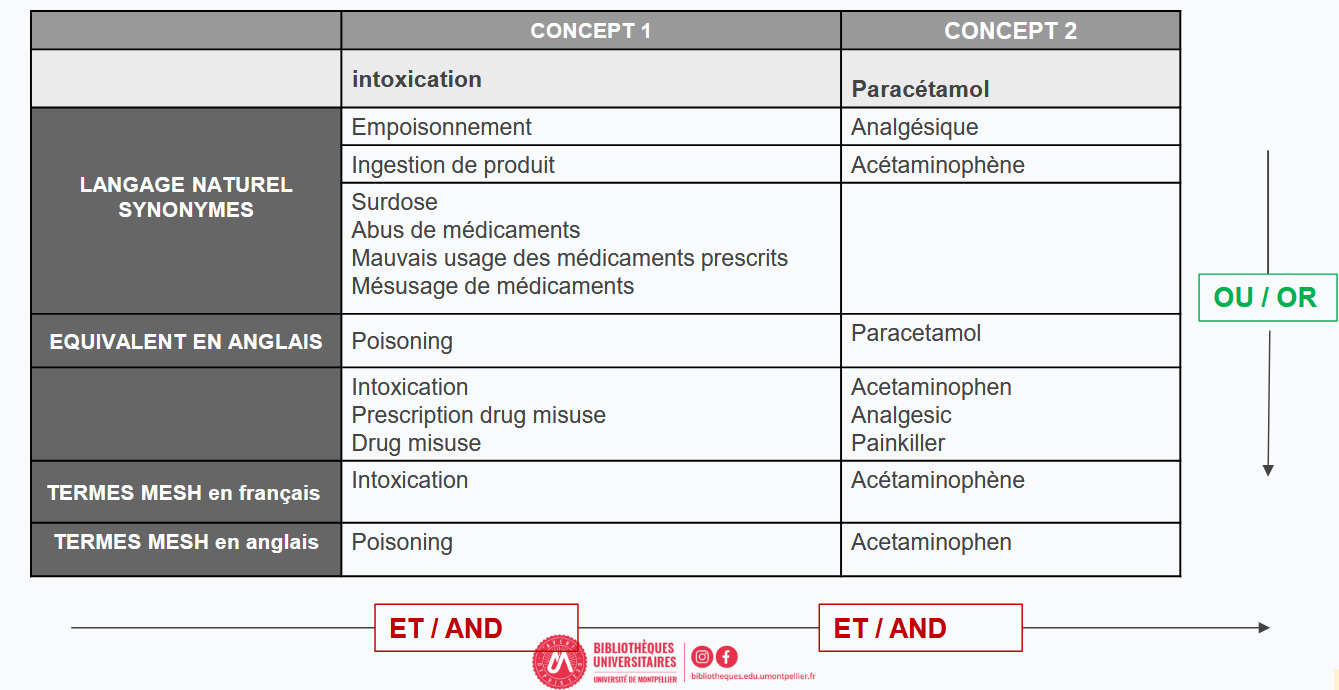 CONCEPT 1
CONCEPT 2
intoxication
Paracétamol
LANGAGE NATUREL
SYNONYMES
Empoisonnement
Analgésique
Ingestion de produit
Acétaminophène
Surdose
Abus de médicaments
Mauvais usage des médicaments prescrits
Mésusage de médicaments
EQUIVALENT EN ANGLAIS
Poisoning
Paracetamol
Intoxication
Prescription drug misuse
Drug misuse
Acetaminophen
Analgesic
Painkiller
TERMES MESH en français
Intoxication
Acétaminophène
TERMES MESH en anglais
Poisoning
Acetaminophen
OU / OR
ET / AND
ET / AND
BIBLIOTHÈQUES
UNIVERSITAIRES
UNIVERSITÉ DE MONTPELLIER
bibliotheques.edu.umontpellier.fr